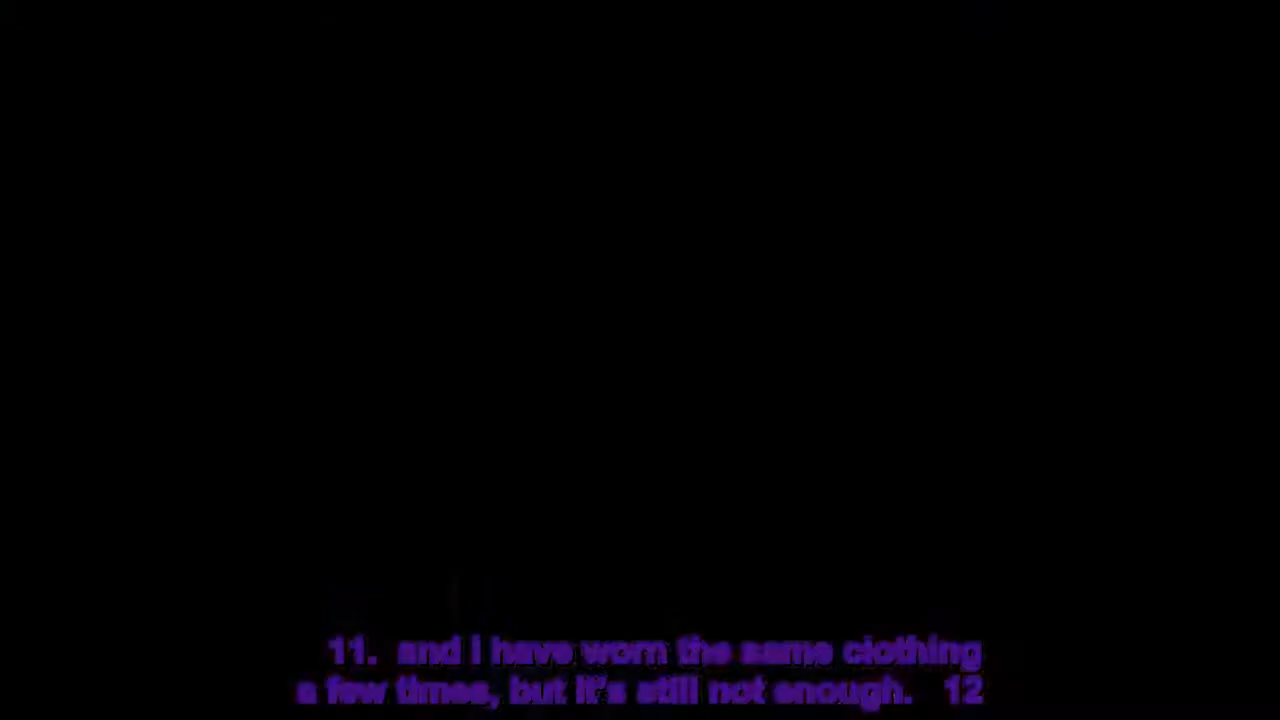 11.  and I have worn the same clothing
a few times, but it's still not enough.   12